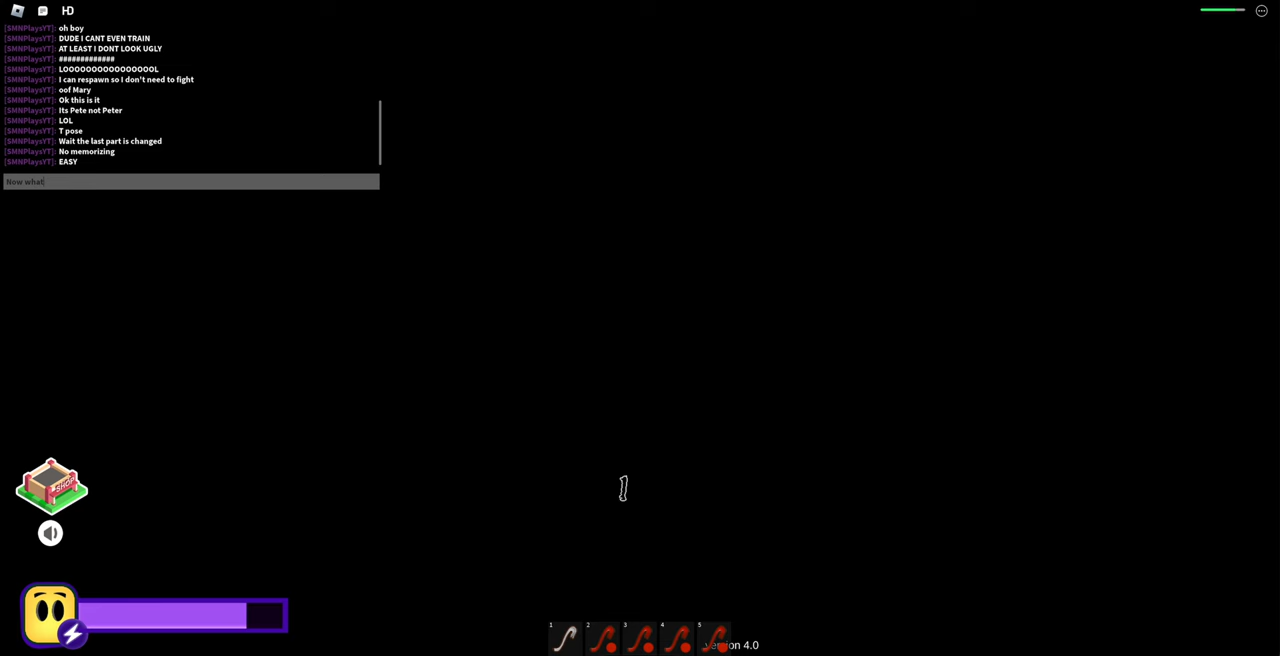 HD
[SMNPlaysYT]: oh boy
[SMNPlaysYT]: DUDE I CANT EVEN TRAIN
[SMNPlaysYT]: AT LEAST I DONT LOOK UGLY
[SMNPlaysYT]: #############
[SMNPlaysYT]: LOOOOOOOOOOOOOOOL
[SMNPlaysYT]: I can respawn so I don't need to fight
[SMNPlaysYT]: oof Mary
[SMNPlaysYT]: Ok this is it
[SMNPlaysYT]: Its Pete not Peter
[SMNPlaysYT]: LOL
[SMNPlaysYT]: T pose
[SMNPlaysYT]: Wait the last part is changed
[SMNPlaysYT]: No memorizing
[SMNPlaysYT]: EASY
Now what
SHOP
1 2 3 4 5
4.0